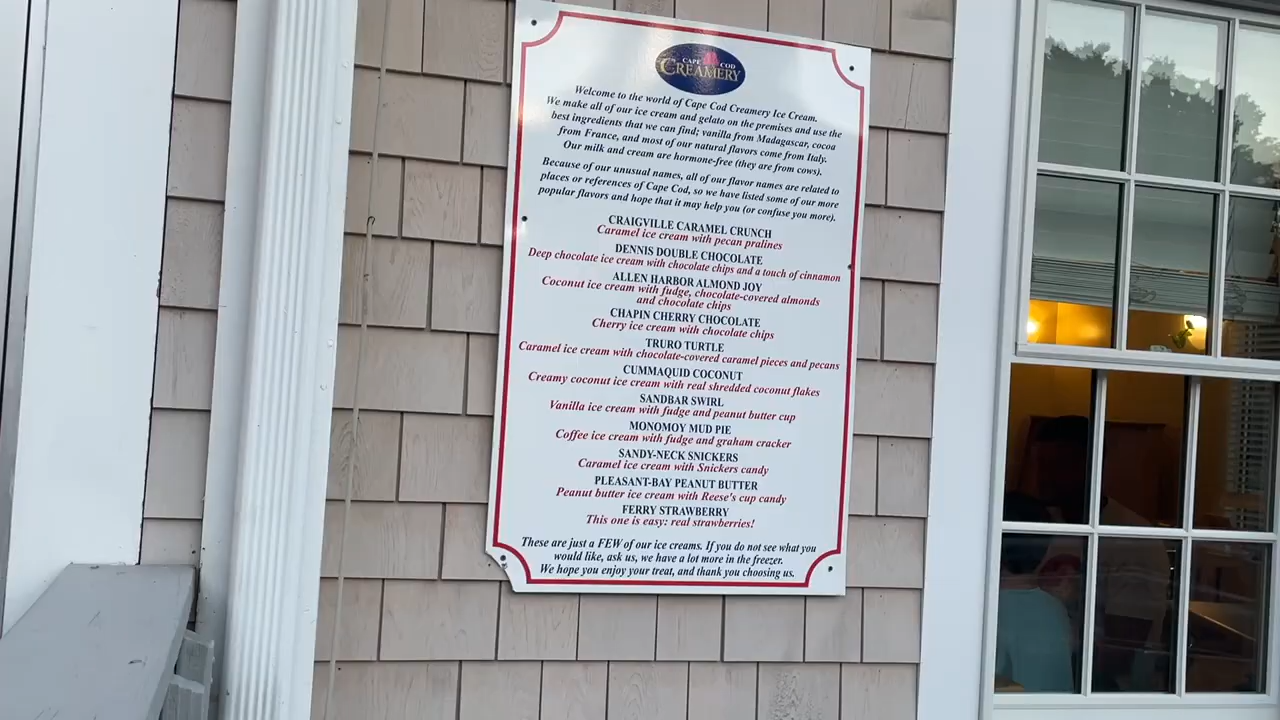 CAPE COD
CREAMERY
Welcome to the world of Cape Cod Creamery Ice Cream.
We make all of our ice cream and gelato on the premises and use the
best ingredients that we can find; vanilla from Madagascar, cocoa
from France, and most of our natural flavors come from Italy.
Our milk and cream are hormone-free (they are from cows).
Because of our unusual names, all of our flavor names are related to
places or references of Cape Cod, so we have listed some of our more
popular flavors and hope that it may help you (or confuse you more).
CRAIGVILLE CARAMEL CRUNCH
Caramel ice cream with pecan pralines
DENNIS DOUBLE CHOCOLATE
Deep chocolate ice cream with chocolate chips and a touch of cinnamon
ALLEN HARBOR ALMOND JOY
Coconut ice cream with fudge, chocolate-covered almonds
and chocolate chips
CHAPIN CHERRY CHOCOLATE
Cherry ice cream with chocolate chips
TRURO TURTLE
Caramel ice cream with chocolate-covered caramel pieces and pecans
CUMMAQUID COCONUT
Creamy coconut ice cream with real shredded coconut flakes
SANDBAR SWIRL
Vanilla ice cream with fudge and peanut butter cup
MONOMOY MUD PIE
Coffee ice cream with fudge and graham cracker
SANDY-NECK SNICKERS
Caramel ice cream with Snickers candy
PLEASANT-BAY PEANUT BUTTER
Peanut butter ice cream with Reese's cup candy
FERRY STRAWBERRY
This one is easy: real strawberries!
These are just a FEW of our ice creams. If you do not see what you
would like, ask us, we have a lot more in the freezer.
We hope you enjoy your treat, and thank you choosing us.